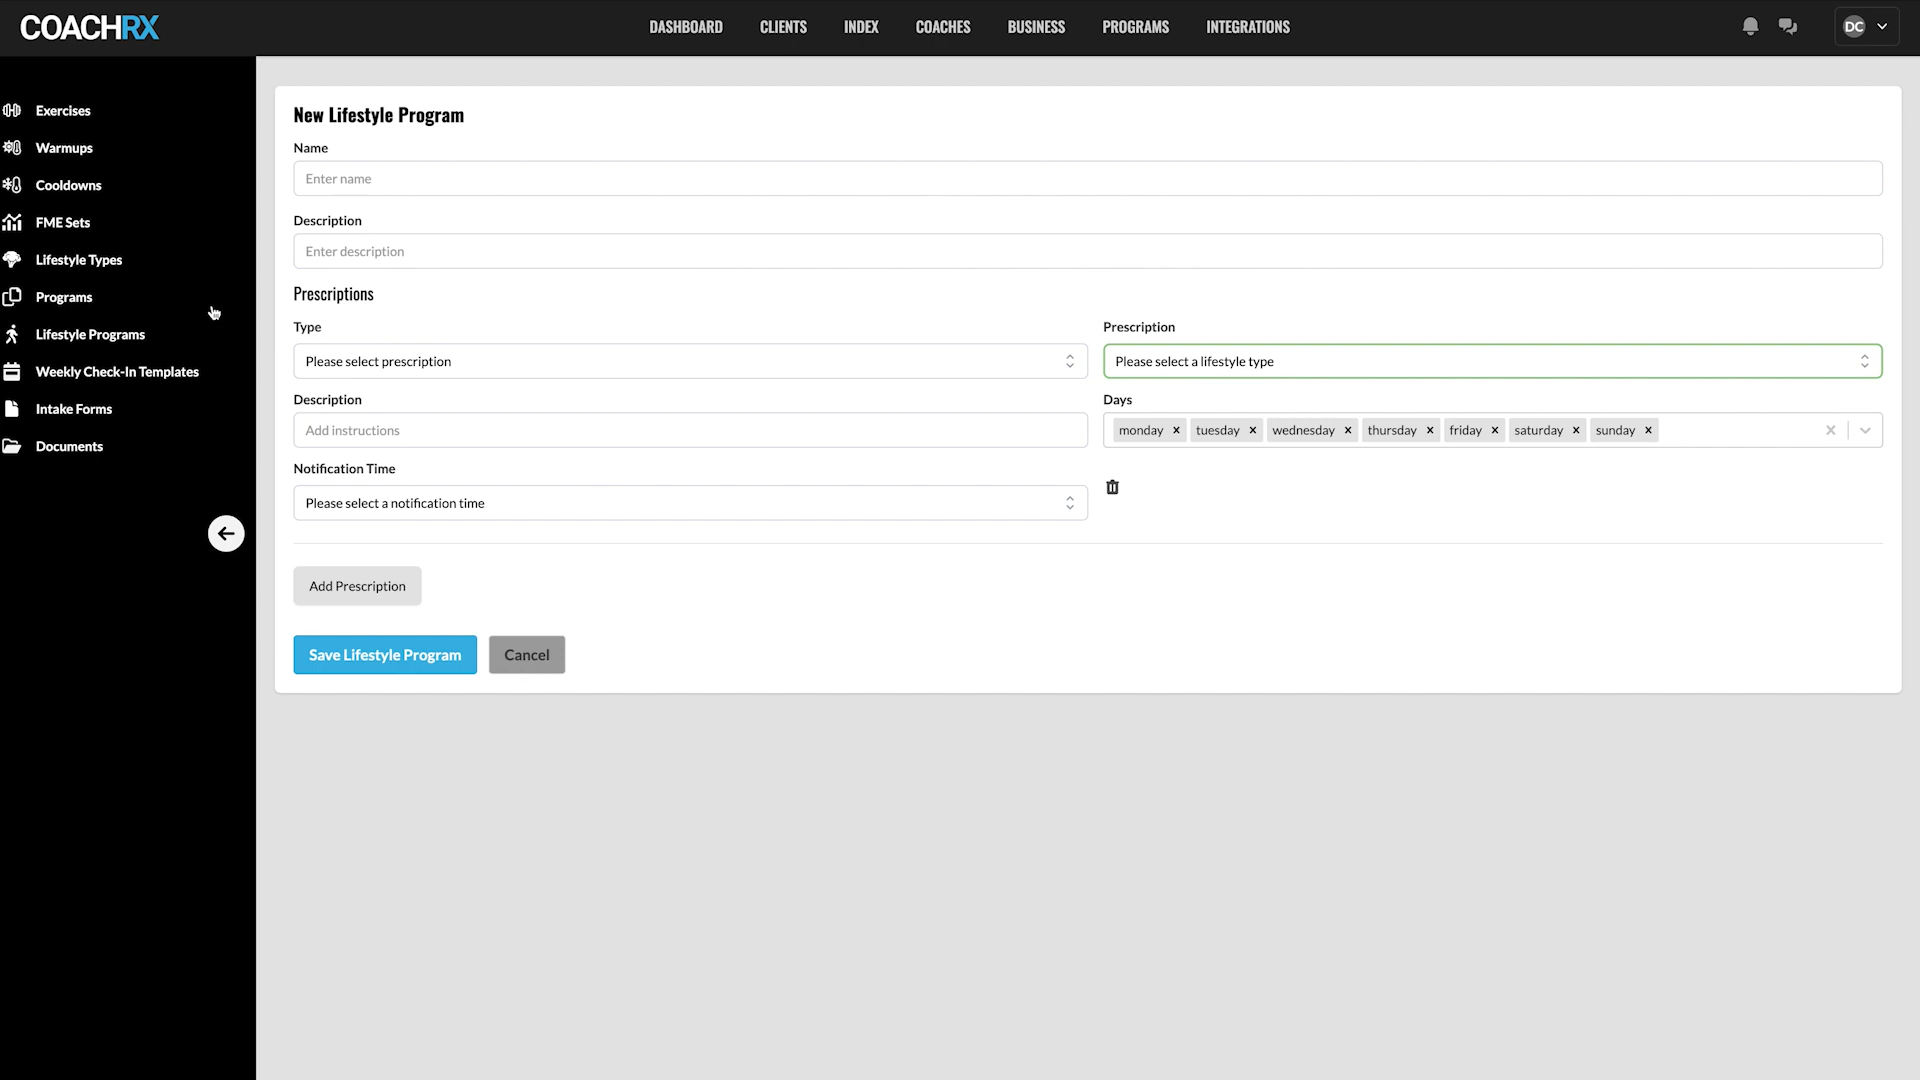 COACHRX
DASHBOARD CLIENTS INDEX COACHES BUSINESS PROGRAMS INTEGRATIONS
DC
Exercises
Warmups
Cooldowns
FME Sets
Lifestyle Types
Programs
Lifestyle Programs
Weekly Check-In Templates
Intake Forms
Documents
New Lifestyle Program
Name
Enter name
Description
Enter description
Prescriptions
Type
Please select prescription
Prescription
Please select a lifestyle type
Description
Add instructions
Days
monday × tuesday × wednesday × thursday × friday × saturday × sunday ×
Notification Time
Please select a notification time
Add Prescription
Save Lifestyle Program Cancel